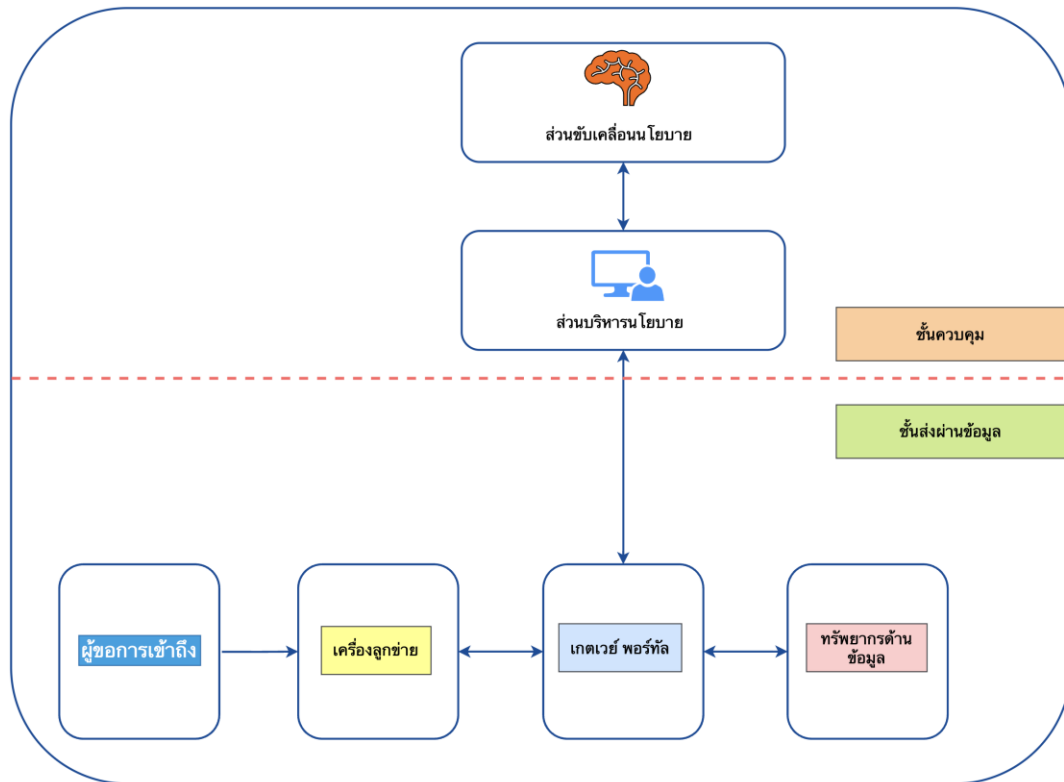 ส่วนขับเคลื่อนนโยบาย
ส่วนบริหารนโยบาย
ชั้นควบคุม
ชั้นส่งผ่านข้อมูล
ผู้ขอการเข้าถึง
เครื่องลูกข่าย
เกตเวย์ พอร์ทัล
ทรัพยากรด้าน
ข้อมูล